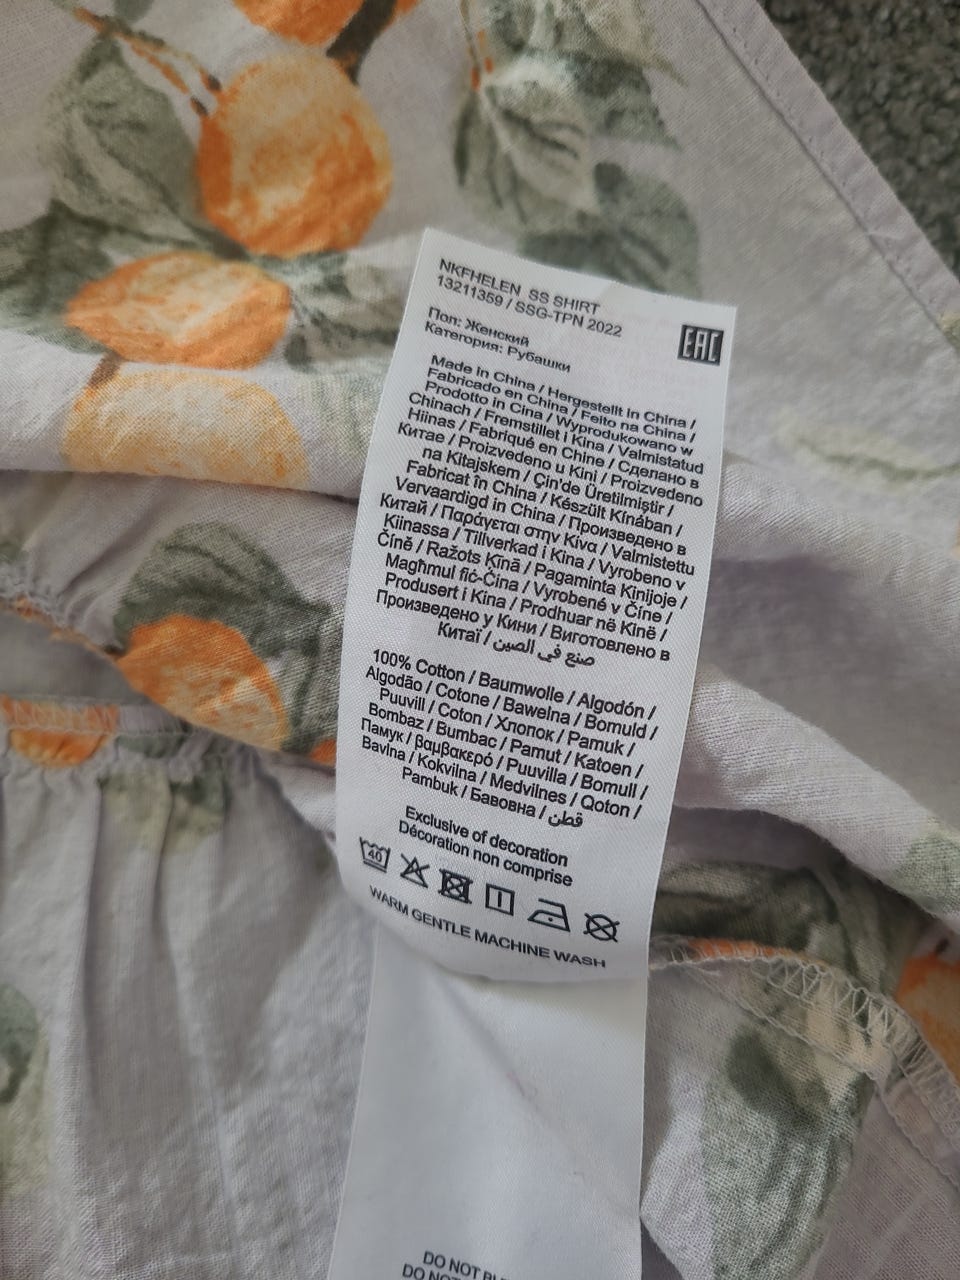 NKFHELEN SS SHIRT
13211359 / SSG-TPN 2022
EAC
Пол: Женский
Категория: Рубашки
Made in China / Hergestellt in China /
Fabricado en China / Feito na China /
Prodotto in Cina / Wyprodukowano w
Chinach / Fremstillet i Kina / Valmistatud
Hiinas / Fabriqué en Chine / Сделано в
Китае / Proizvedeno u Kini / Proizvedeno
na Kitajskem / Çin'de Üretilmiştir /
Fabricat în China / Készült Kínában /
Vervaardigd in China / Произведено в
Китай / Παράγεται στην Κίνα / Valmistettu
Kiinassa / Tillverkad i Kina / Vyrobeno v
Číně / Ražots Ķīnā / Pagaminta Kinijoje /
Magħmul fiċ-Ċina / Vyrobené v Číne /
Produsert i Kina / Prodhuar në Kinë /
Произведено у Кини / Виготовлено в
Китаї / صنع في الصين
100% Cotton / Baumwolle / Algodón /
Algodão / Cotone / Bawełna / Bomuld /
Puuvill / Coton / Хлопок / Pamuk /
Bombaz / Bumbac / Pamut / Katoen /
Памук / βαμβακερό / Puuvilla / Bomull /
Bavlna / Kokvilna / Medvilnes / Qoton /
Pambuk / Бавовна / قطن
Exclusive of decoration
Décoration non comprise
40
WARM GENTLE MACHINE WASH
DO NOT
DO NOT